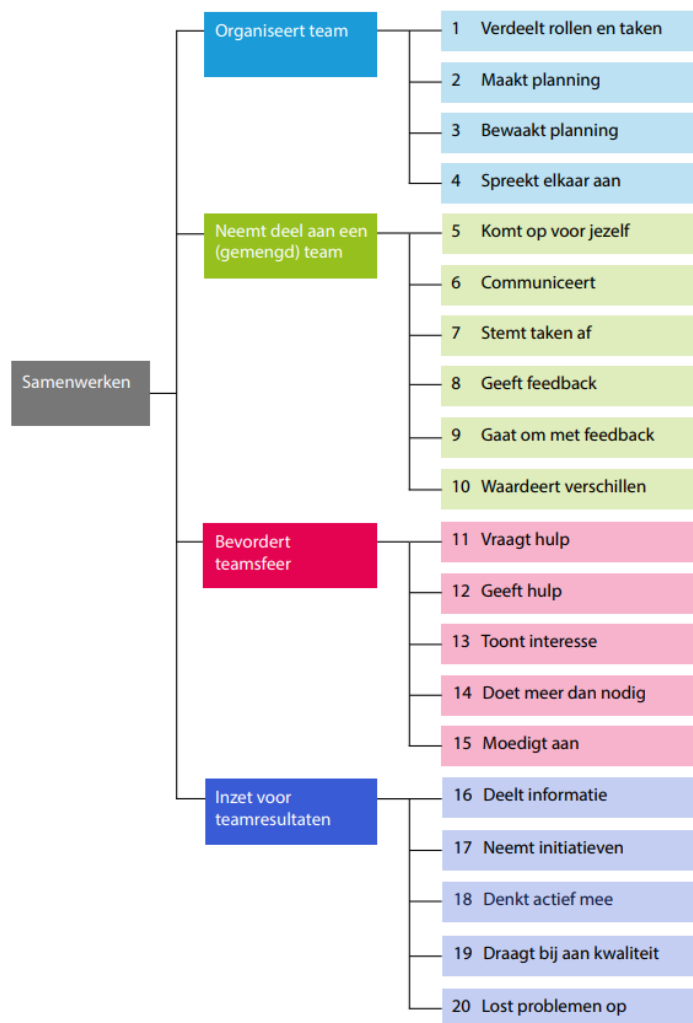 Samenwerken
Organiseert team
1 Verdeelt rollen en taken
2 Maakt planning
3 Bewaakt planning
4 Spreekt elkaar aan
Neemt deel aan een
(gemengd) team
5 Komt op voor jezelf
6 Communiceert
7 Stemt taken af
8 Geeft feedback
9 Gaat om met feedback
10 Waardeert verschillen
Bevordert
teamsfeer
11 Vraagt hulp
12 Geeft hulp
13 Toont interesse
14 Doet meer dan nodig
15 Moedigt aan
Inzet voor
teamresultaten
16 Deelt informatie
17 Neemt initiatieven
18 Denkt actief mee
19 Draagt bij aan kwaliteit
20 Lost problemen op